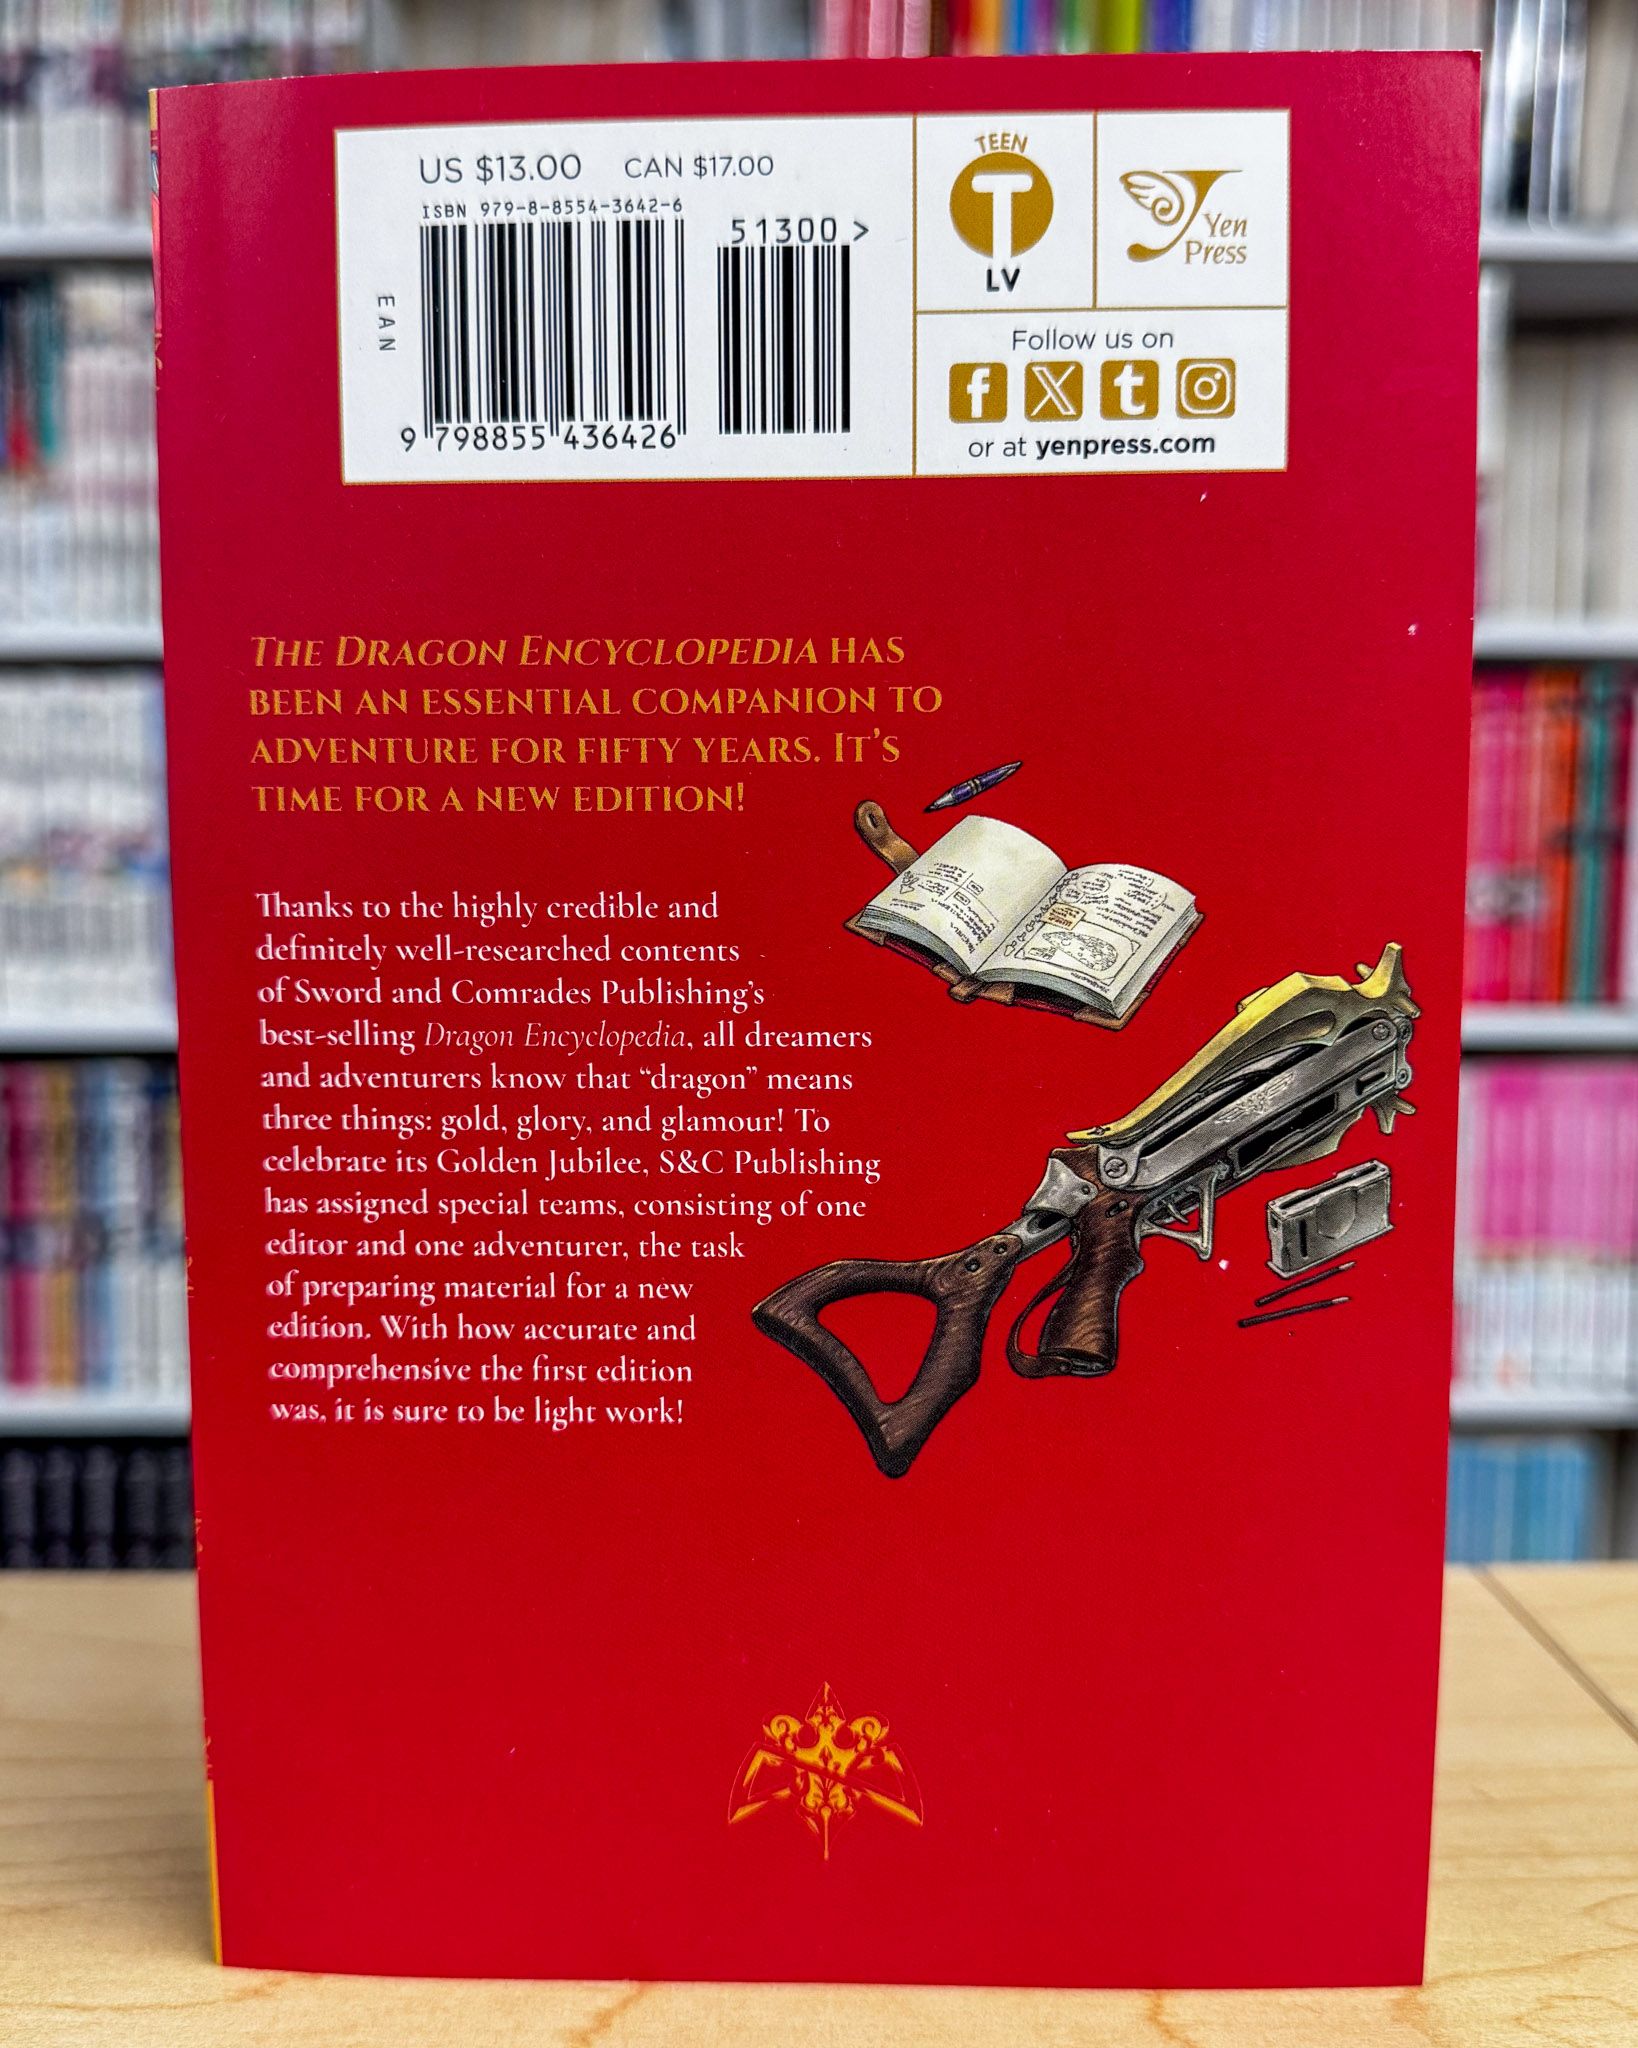 US $13.00 CAN $17.00
ISBN 979-8-8554-3642-6
51300 >
EAN
9 798855 436426
TEEN
T
LV
Yen
Press
Follow us on
f X t
or at yenpress.com
THE DRAGON ENCYCLOPEDIA HAS
BEEN AN ESSENTIAL COMPANION TO
ADVENTURE FOR FIFTY YEARS. IT'S
TIME FOR A NEW EDITION!
Thanks to the highly credible and
definitely well-researched contents
of Sword and Comrades Publishing's
best-selling Dragon Encyclopedia, all dreamers
and adventurers know that “dragon” means
three things: gold, glory, and glamour! To
celebrate its Golden Jubilee, S&C Publishing
has assigned special teams, consisting of one
editor and one adventurer, the task
of preparing material for a new
edition. With how accurate and
comprehensive the first edition
was, it is sure to be light work!